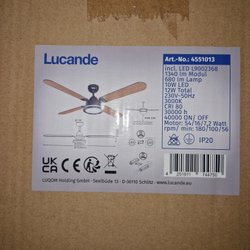 Lucande
Art.-No.: 4551013
incl. LED L9002368
1340 lm Modul
680 lm Lamp
10W LED
12W Total
230V~50Hz
3000K
CRI 80
30000 h
40000 ON/ OFF
Motor: 54/16/7,2 Watt
rpm/ min: 180/100/56
IP20
UK
CA
CE
LUQOM Holding GmbH - Seelbüde
13 - D-36110 Schlitz -
www.lucande.eu